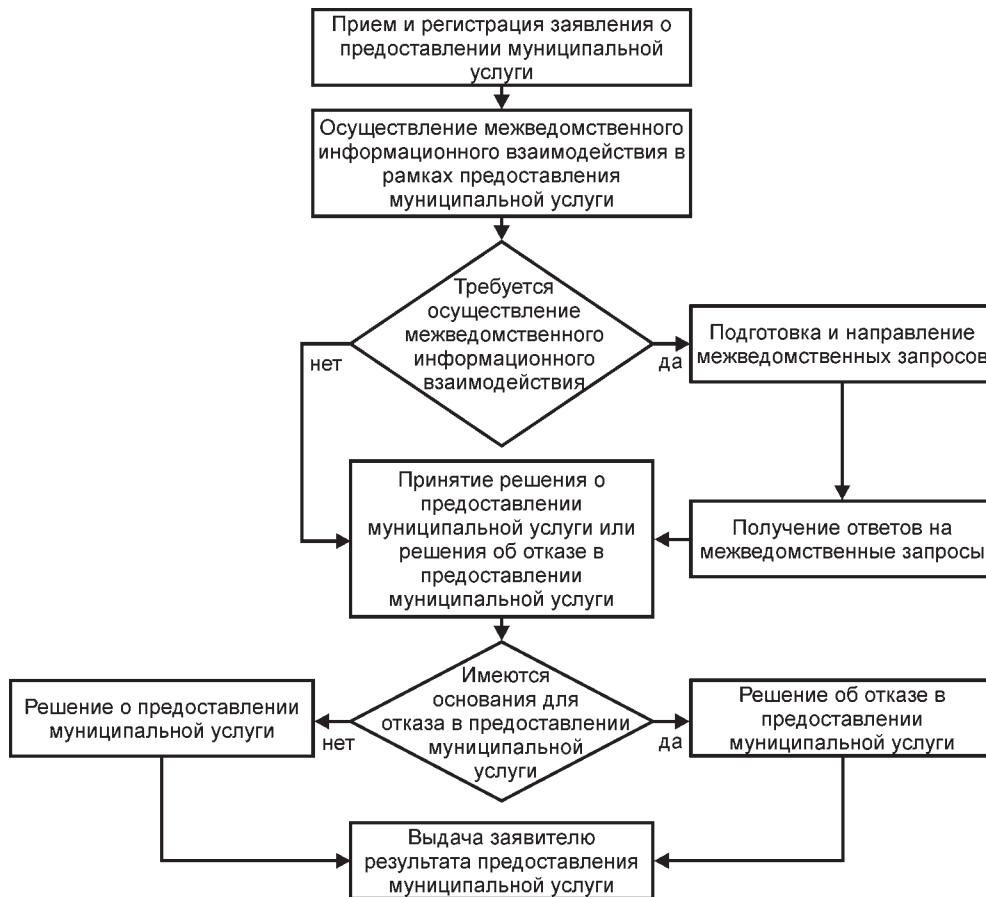 Прием и регистрация заявления о
предоставлении муниципальной
услуги
Осуществление межведомственного
информационного взаимодействия в
рамках предоставления
муниципальной услуги
Требуется
осуществление
межведомственного
информационного
взаимодействия
нет
да
Подготовка и направление
межведомственных запросов
Получение ответов на
межведомственные запросы
Принятие решения о
предоставлении
муниципальной услуги или
решения об отказе в
предоставлении
муниципальной услуги
Имеются
основания для
отказа в предоставлении
муниципальной
услуги
нет
да
Решение о предоставлении
муниципальной услуги
Решение об отказе в
предоставлении
муниципальной услуги
Выдача заявителю
результата предоставления
муниципальной услуги